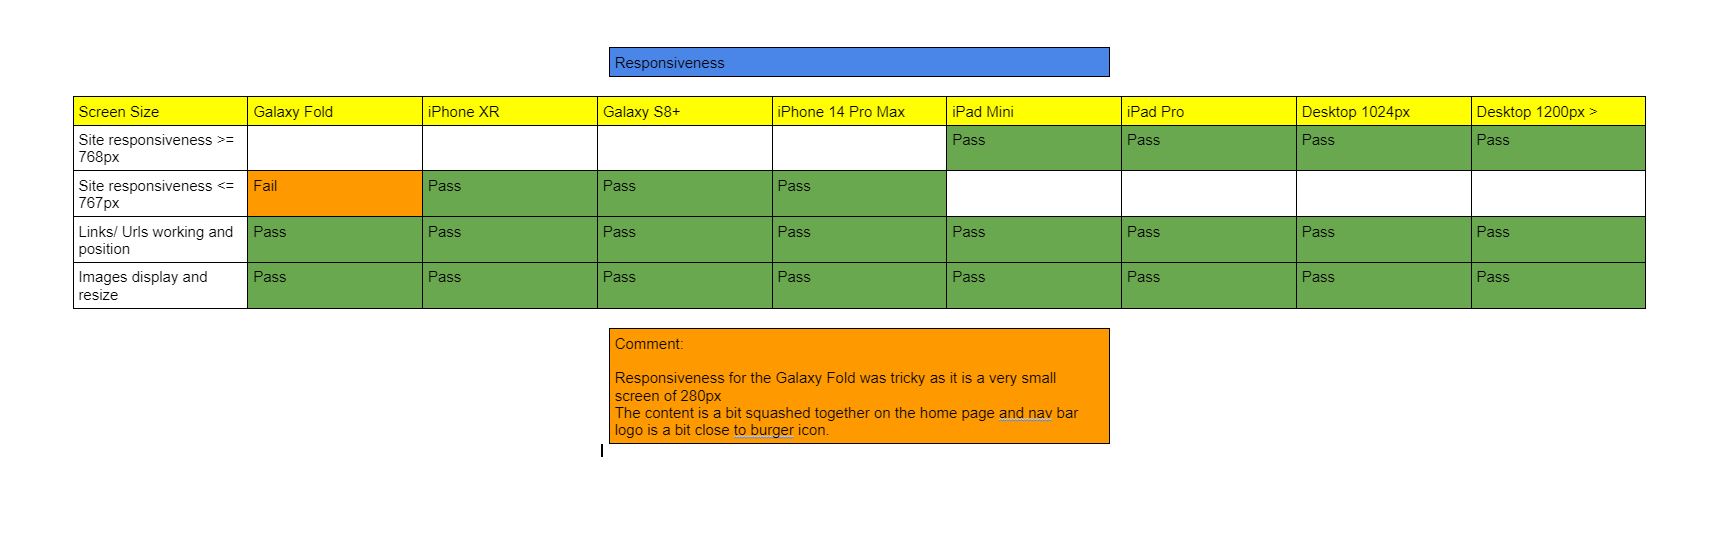 Responsiveness
Screen Size Galaxy Fold iPhone XR Galaxy S8+ iPhone 14 Pro Max iPad Mini iPad Pro Desktop 1024px Desktop 1200px >
Site responsiveness >=
768px
Pass Pass Pass Pass
Site responsiveness <=
767px
Fail Pass Pass Pass
Links/ Urls working and
position
Pass Pass Pass Pass Pass Pass Pass Pass
Images display and
resize
Pass Pass Pass Pass Pass Pass Pass Pass
Comment:
Responsiveness for the Galaxy Fold was tricky as it is a very small
screen of 280px
The content is a bit squashed together on the home page and nav bar
logo is a bit close to burger icon.